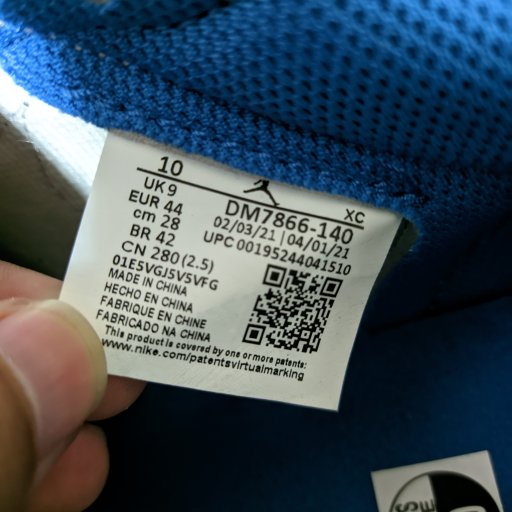 10
XC
UK 9
EUR 44
cm 28
BR 42
CN 280 (2.5)
DM7866-140
02/03/21 | 04/01/21
UPC 00195244041510
01E5VGJ5V5VFG
MADE IN CHINA
HECHO EN CHINA
FABRIQUE EN CHINE
FABRICADO NA CHINA
This product is covered by one or more patents:
www.nike.com/patentsvirtualmarking